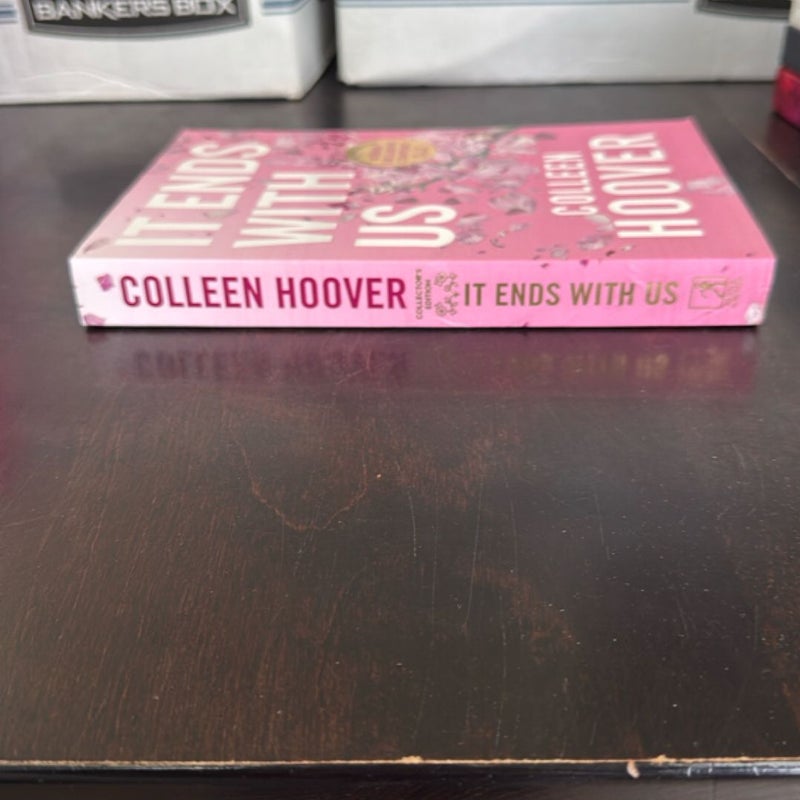 BANKERS BOX
IT ENDS
WITH
US
COLLEEN
HOOVER
COLLEEN HOOVER
COLLECTOR'S
EDITION
IT ENDS WITH US